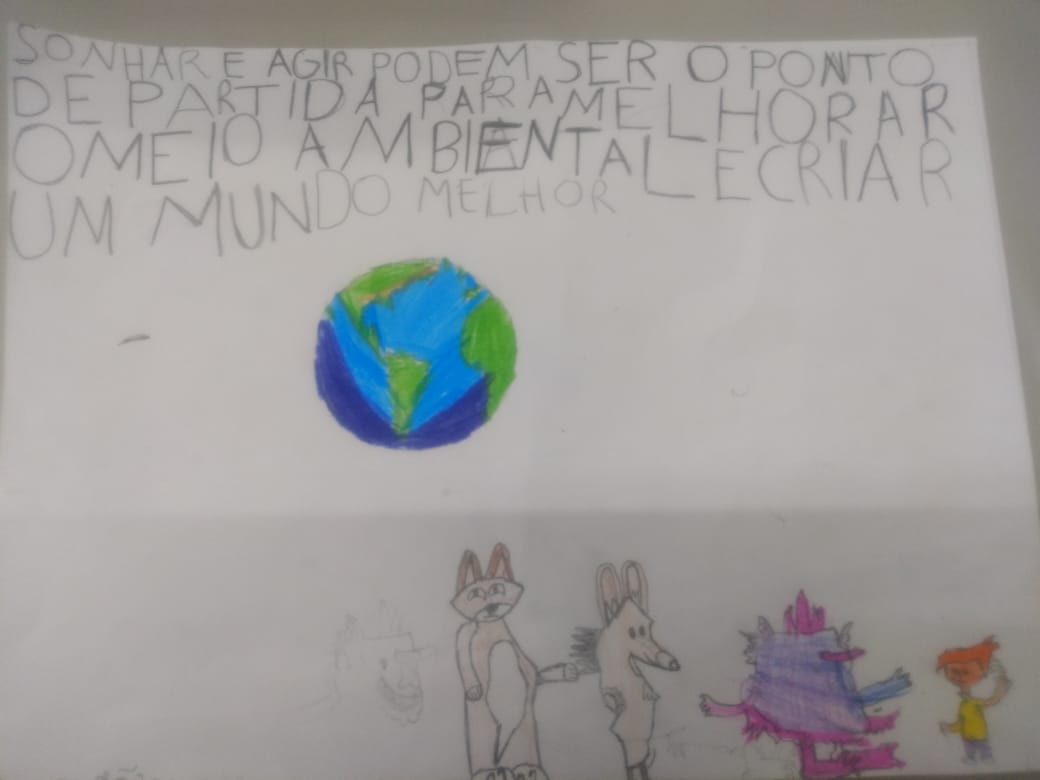 SONHAR E AGIR PODEM SER O PONTO
DE PARTIDA PARA MELHORAR
O MEIO AMBIENTAL E CRIAR
UM MUNDO MELHOR